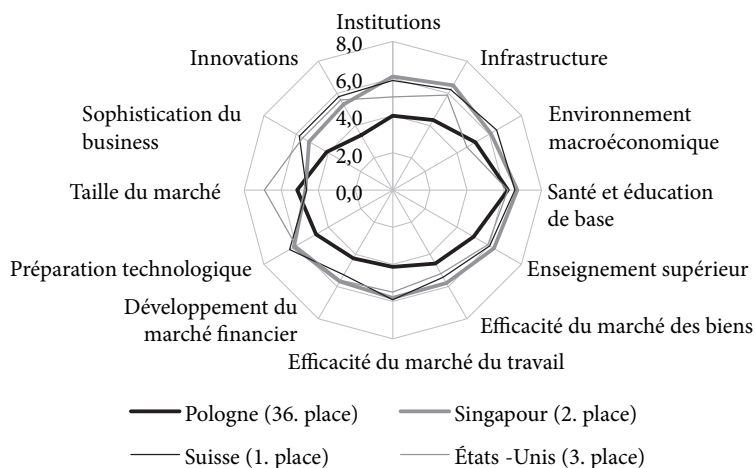 Institutions
8,0
Innovations
Infrastructure
6,0
Sophistication du
business
4,0
Environnement
macroéconomique
2,0
Taille du marché
0,0
Santé et éducation
de base
Préparation technologique
Enseignement supérieur
Développement du
marché financier
Efficacité du marché des biens
Efficacité du marché du travail
Pologne (36. place)
Singapour (2. place)
Suisse (1. place)
États -Unis (3. place)